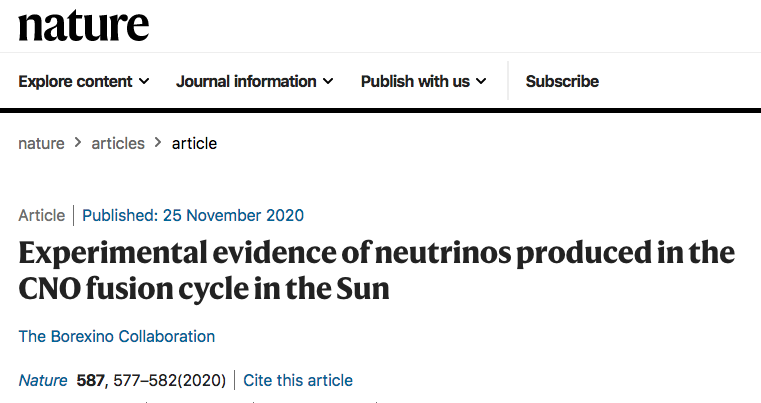 nature
Explore content Journal information Publish with us Subscribe
nature > articles > article
Article | Published: 25 November 2020
Experimental evidence of neutrinos produced in the
CNO fusion cycle in the Sun
The Borexino Collaboration
Nature 587, 577–582(2020) | Cite this article